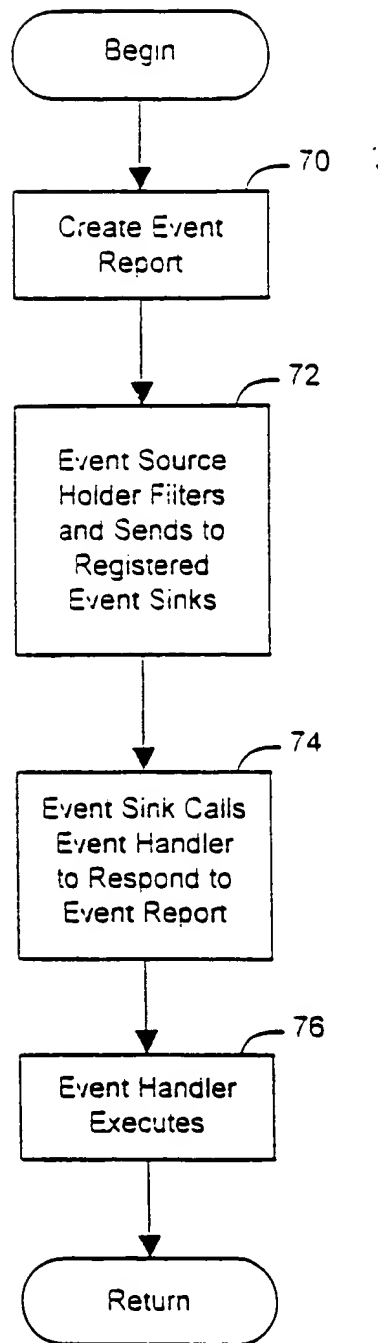 Begin
70
Create Event
Report
72
Event Source
Holder Filters
and Sends to
Registered
Event Sinks
74
Event Sink Calls
Event Handler
to Respond to
Event Report
76
Event Handler
Executes
Return